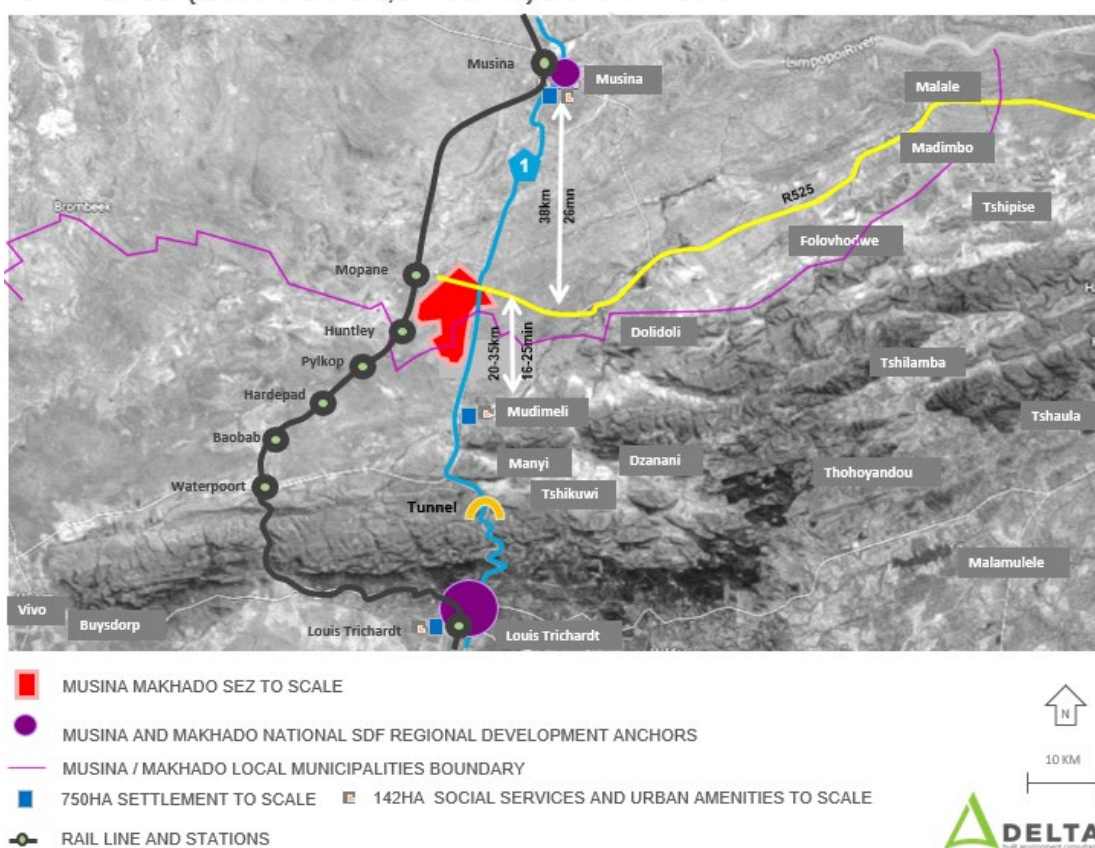 Musina
Musina
Limpopo River
Malale
Madimbo
1
38km
26mn
R525
Tshipise
Brombeek
Folovhodwe
Mopane
Huntley
Dolidoli
20-35km
16-25min
Pylkop
Tshilamba
Hardepad
Mudimeli
Tshaula
Baobab
Manyi
Dzanani
Thohoyandou
Waterpoort
Tshikuwi
Tunnel
Malamulele
Vivo
Buysdorp
Louis Trichardt
Louis Trichardt
MUSINA MAKHADO SEZ TO SCALE
MUSINA AND MAKHADO NATIONAL SDF REGIONAL DEVELOPMENT ANCHORS
MUSINA / MAKHADO LOCAL MUNICIPALITIES BOUNDARY
750HA SETTLEMENT TO SCALE 142HA SOCIAL SERVICES AND URBAN AMENITIES TO SCALE
RAIL LINE AND STATIONS
N
10 KM
DELTA